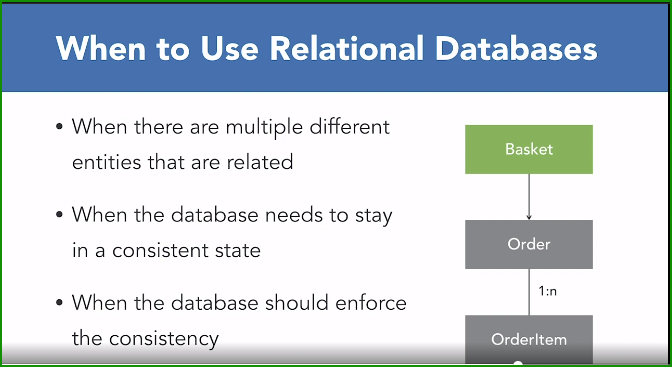 When to Use Relational Databases
• When there are multiple different
entities that are related
• When the database needs to stay
in a consistent state
• When the database should enforce
the consistency
Basket
Order
1:n
OrderItem